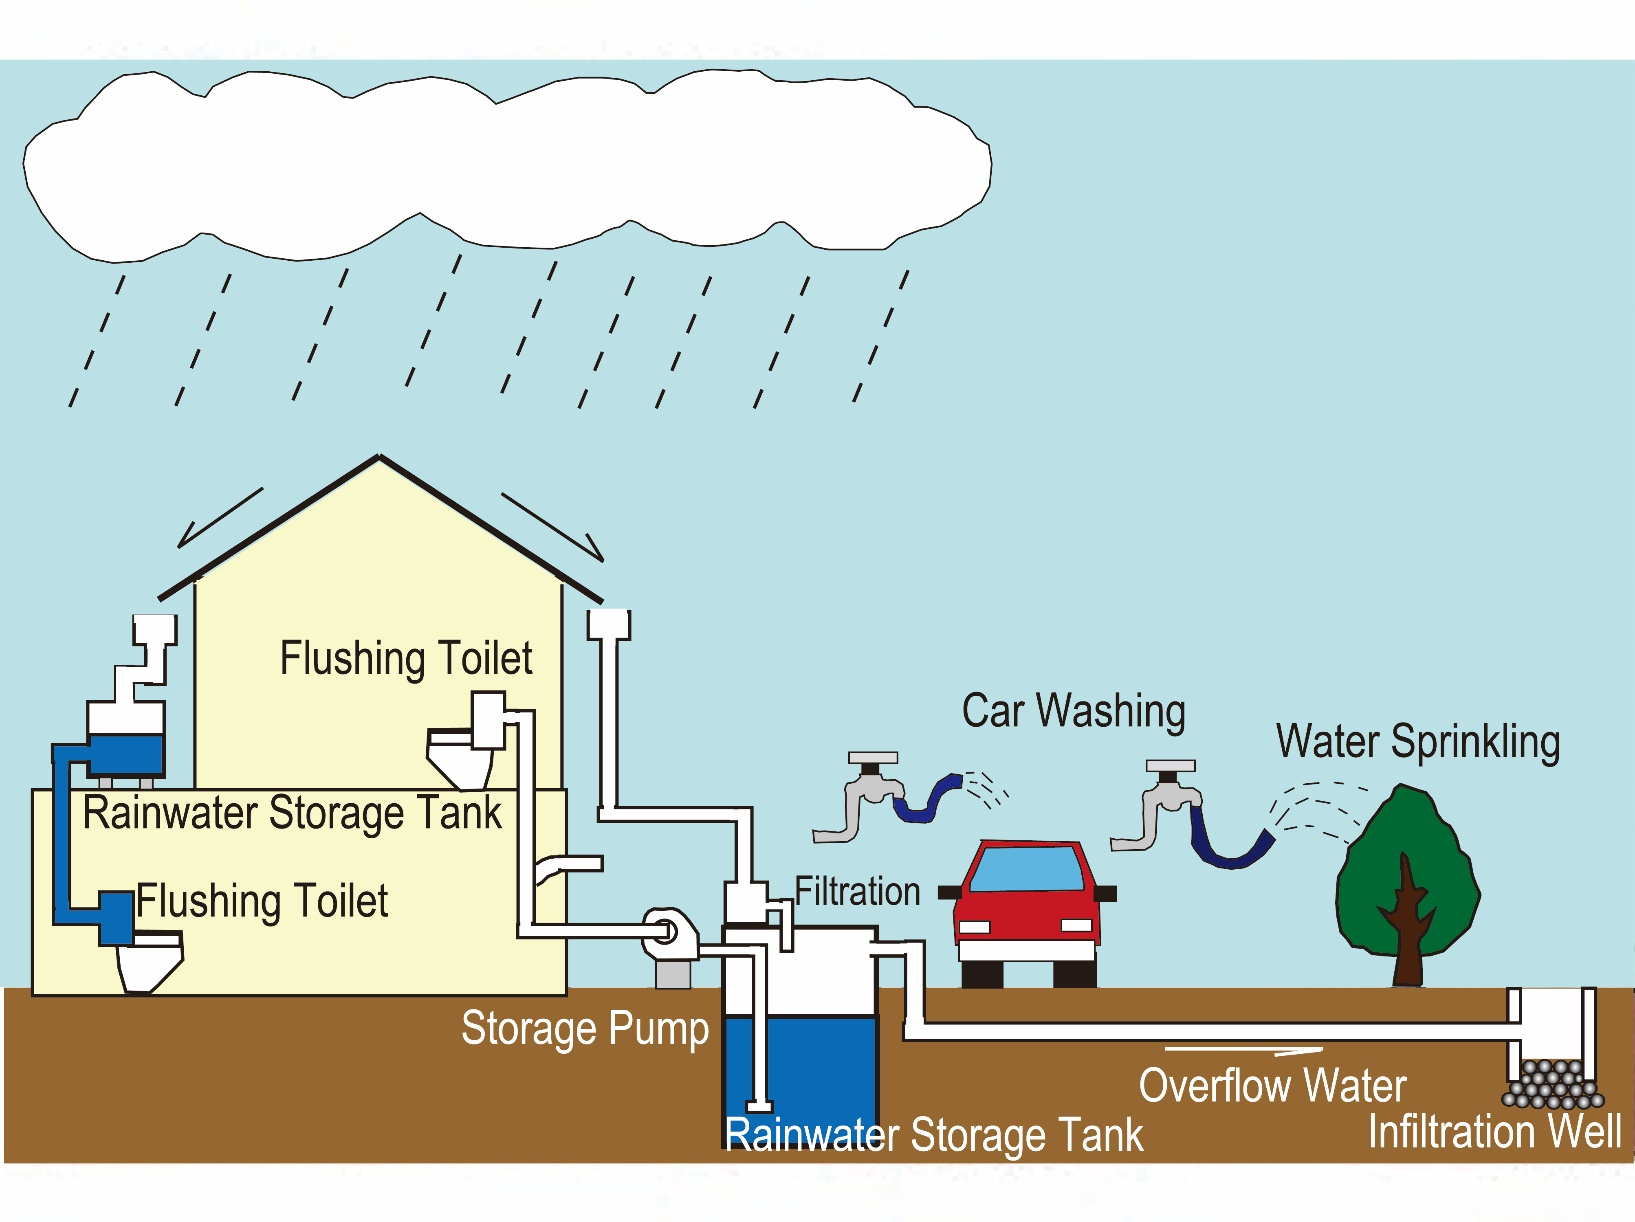 Flushing Toilet
Car Washing
Water Sprinkling
Rainwater Storage Tank
Flushing Toilet
Filtration
Storage Pump
Overflow Water
Rainwater Storage Tank
Infiltration Well